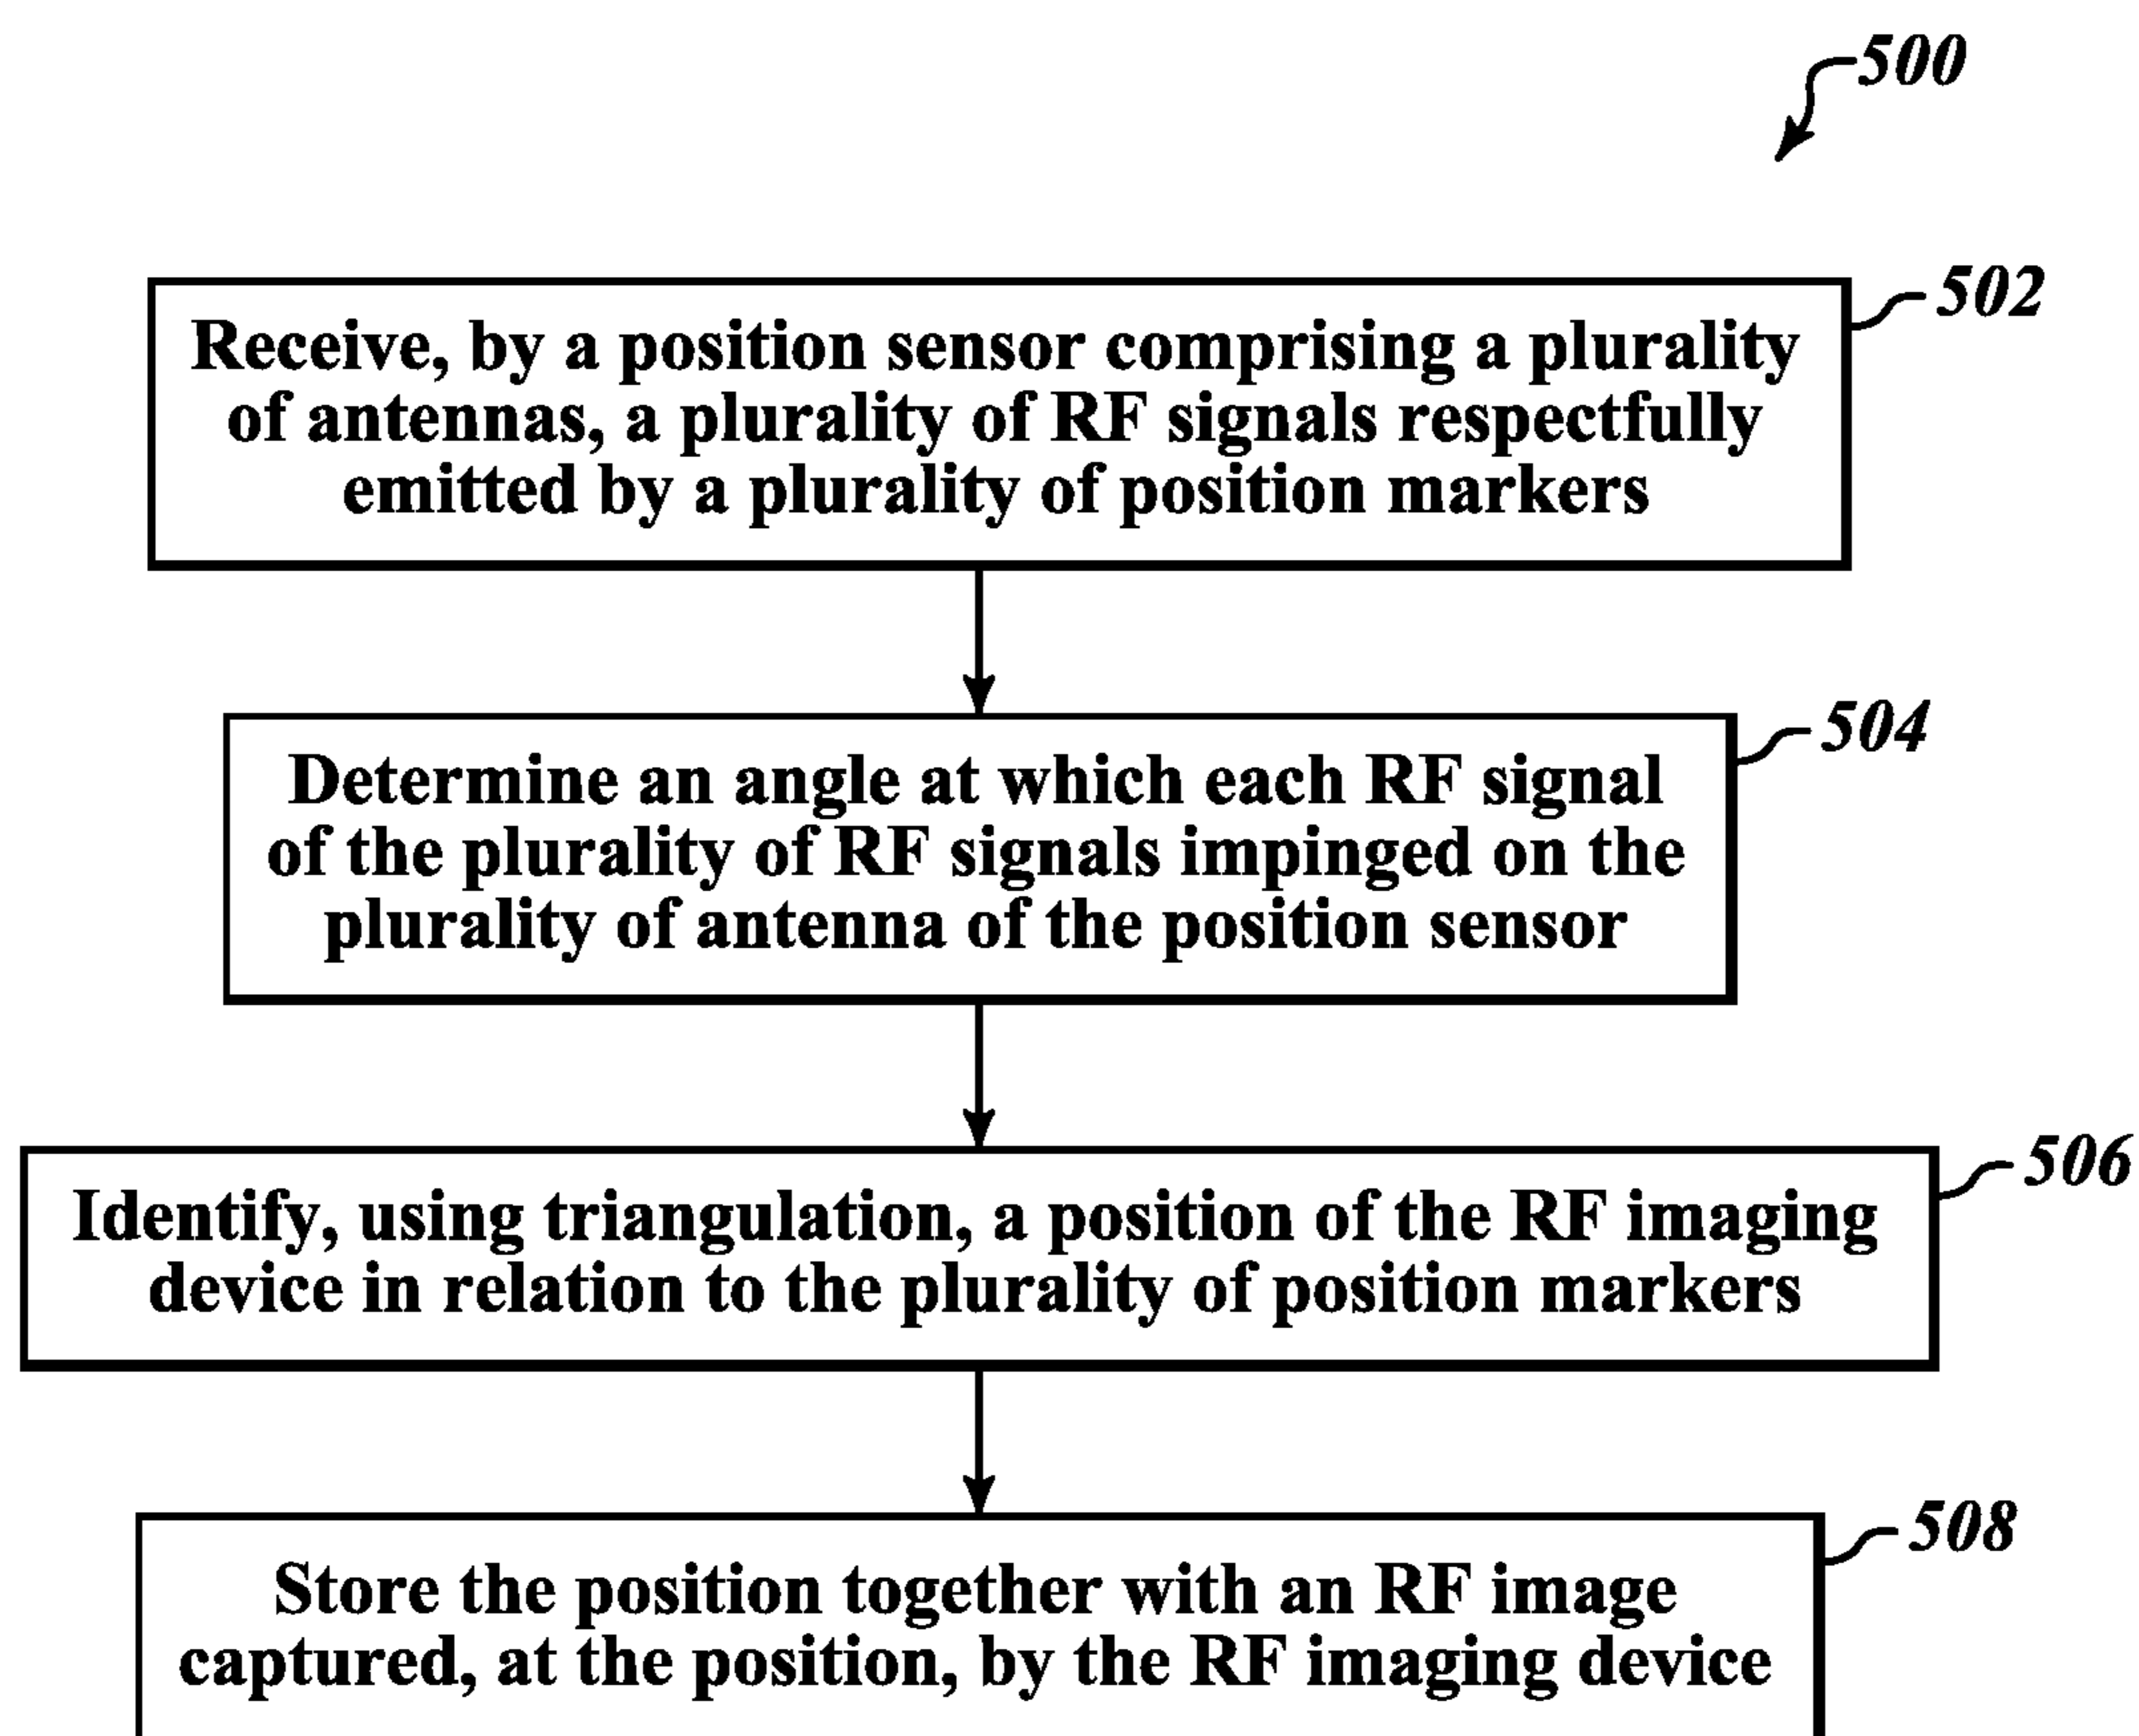 500
502
Receive, by a position sensor comprising a plurality
of antennas, a plurality of RF signals respectfully
emitted by a plurality of position markers
504
Determine an angle at which each RF signal
of the plurality of RF signals impinged on the
plurality of antenna of the position sensor
506
Identify, using triangulation, a position of the RF imaging
device in relation to the plurality of position markers
508
Store the position together with an RF image
captured, at the position, by the RF imaging device